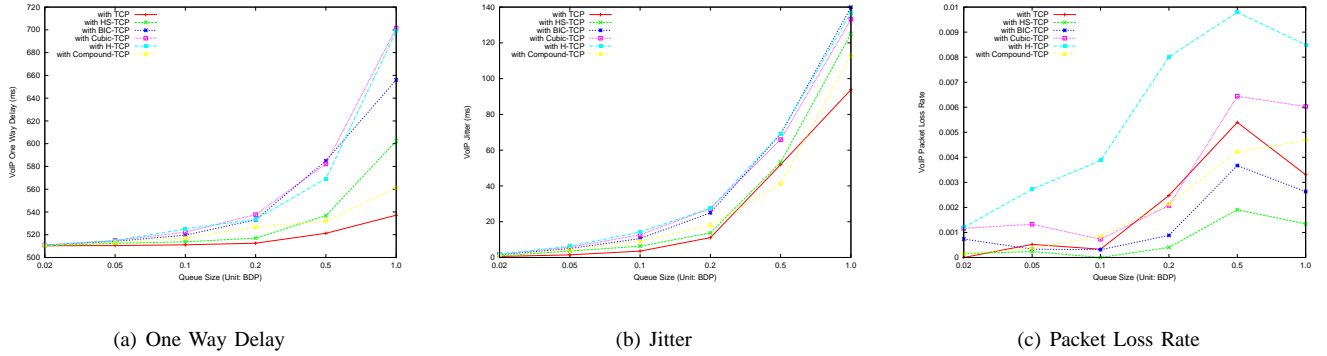 720
700
680
660
640
620
600
580
560
540
520
500
0.02
0.05
0.1
0.2
0.5
1.0
VoIP One Way Delay (ms)
Queue Size (Unit: BDP)
with TCP
with HS-TCP
with BIC-TCP
with Cubic-TCP
with H-TCP
with Compound-TCP
(a) One Way Delay
140
120
100
80
60
40
20
0
0.02
0.05
0.1
0.2
0.5
1.0
VoIP Jitter (ms)
Queue Size (Unit: BDP)
with TCP
with HS-TCP
with BIC-TCP
with Cubic-TCP
with H-TCP
with Compound-TCP
(b) Jitter
0.01
0.009
0.008
0.007
0.006
0.005
0.004
0.003
0.002
0.001
0
0.02
0.05
0.1
0.2
0.5
1.0
VoIP Packet Loss Rate
Queue Size (Unit: BDP)
with TCP
with HS-TCP
with BIC-TCP
with Cubic-TCP
with H-TCP
with Compound-TCP
(c) Packet Loss Rate